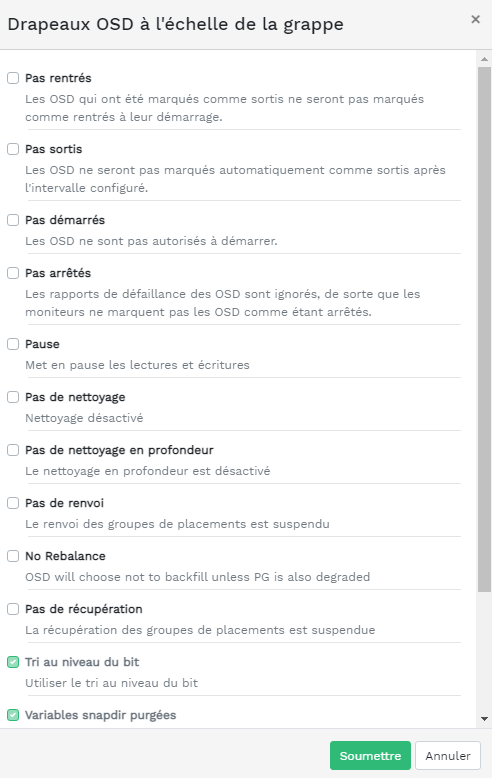 Drapeaux OSD à l'échelle de la grappe
×
Pas rentrés
Les OSD qui ont été marqués comme sortis ne seront pas marqués
comme rentrés à leur démarrage.
Pas sortis
Les OSD ne seront pas marqués automatiquement comme sortis après
l'intervalle configuré.
Pas démarrés
Les OSD ne sont pas autorisés à démarrer.
Pas arrêtés
Les rapports de défaillance des OSD sont ignorés, de sorte que les
moniteurs ne marquent pas les OSD comme étant arrêtés.
Pause
Met en pause les lectures et écritures
Pas de nettoyage
Nettoyage désactivé
Pas de nettoyage en profondeur
Le nettoyage en profondeur est désactivé
Pas de renvoi
Le renvoi des groupes de placements est suspendu
No Rebalance
OSD will choose not to backfill unless PG is also degraded
Pas de récupération
La récupération des groupes de placements est suspendue
Tri au niveau du bit
Utiliser le tri au niveau du bit
Variables snapdir purgées
Soumettre
Annuler